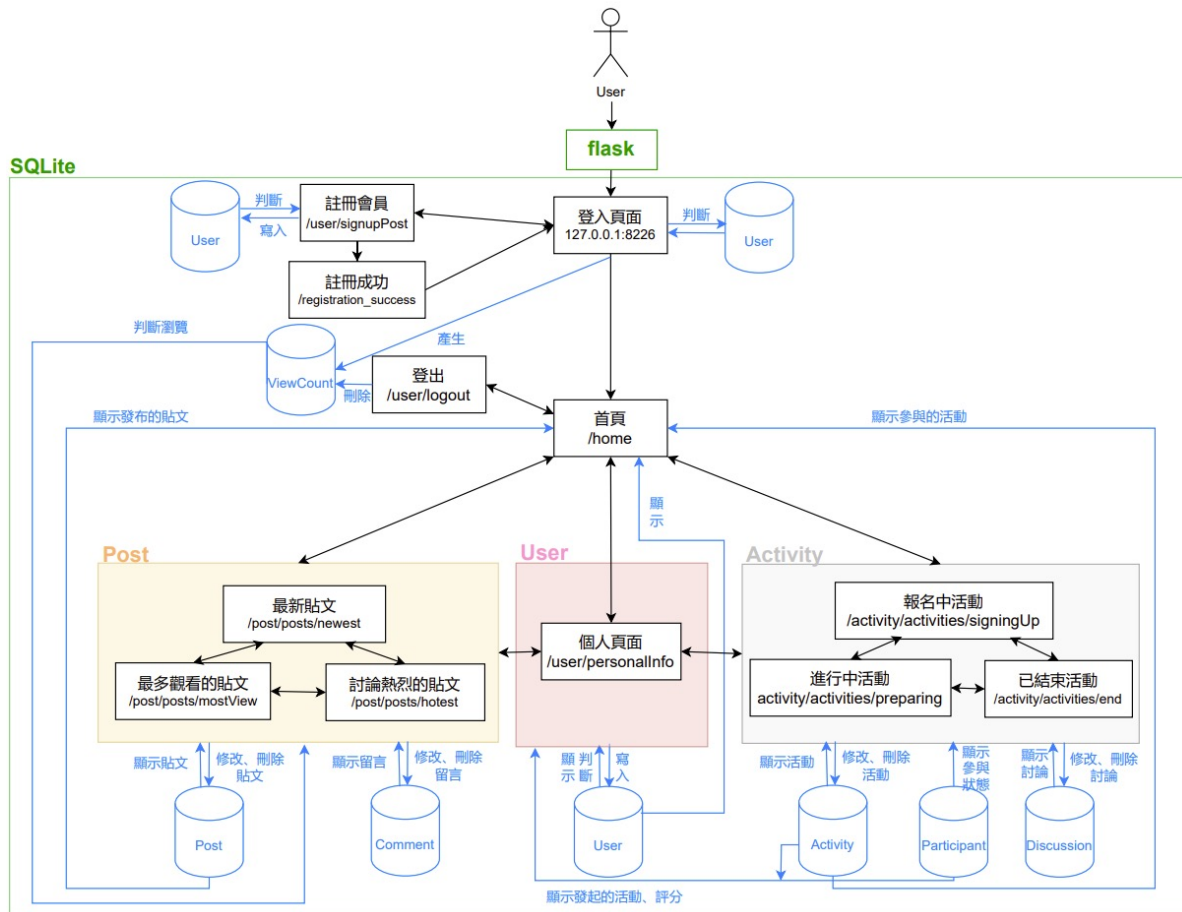 User
flask
SQLite
User
判斷
寫入
註冊會員
/user/signupPost
登入頁面
127.0.0.1:8226
判斷
User
註冊成功
/registration_success
判斷瀏覽
ViewCount
產生
刪除
登出
/user/logout
顯示發布的貼文
首頁
/home
顯示參與的活動
顯
示
Post
最新貼文
/post/posts/newest
最多觀看的貼文
/post/posts/mostView
討論熱烈的貼文
/post/posts/hotest
User
個人頁面
/user/personalInfo
Activity
報名中活動
/activity/activities/signingUp
進行中活動
activity/activities/preparing
已結束活動
/activity/activities/end
顯示貼文
修改、刪除
貼文
顯示留言
修改、刪除
留言
顯 判
示 斷
寫
入
顯示活動
修改、刪除
活動
顯示
參與
狀態
顯示
討論
修改、刪除
討論
Post
Comment
User
Activity
Participant
Discussion
顯示發起的活動、評分